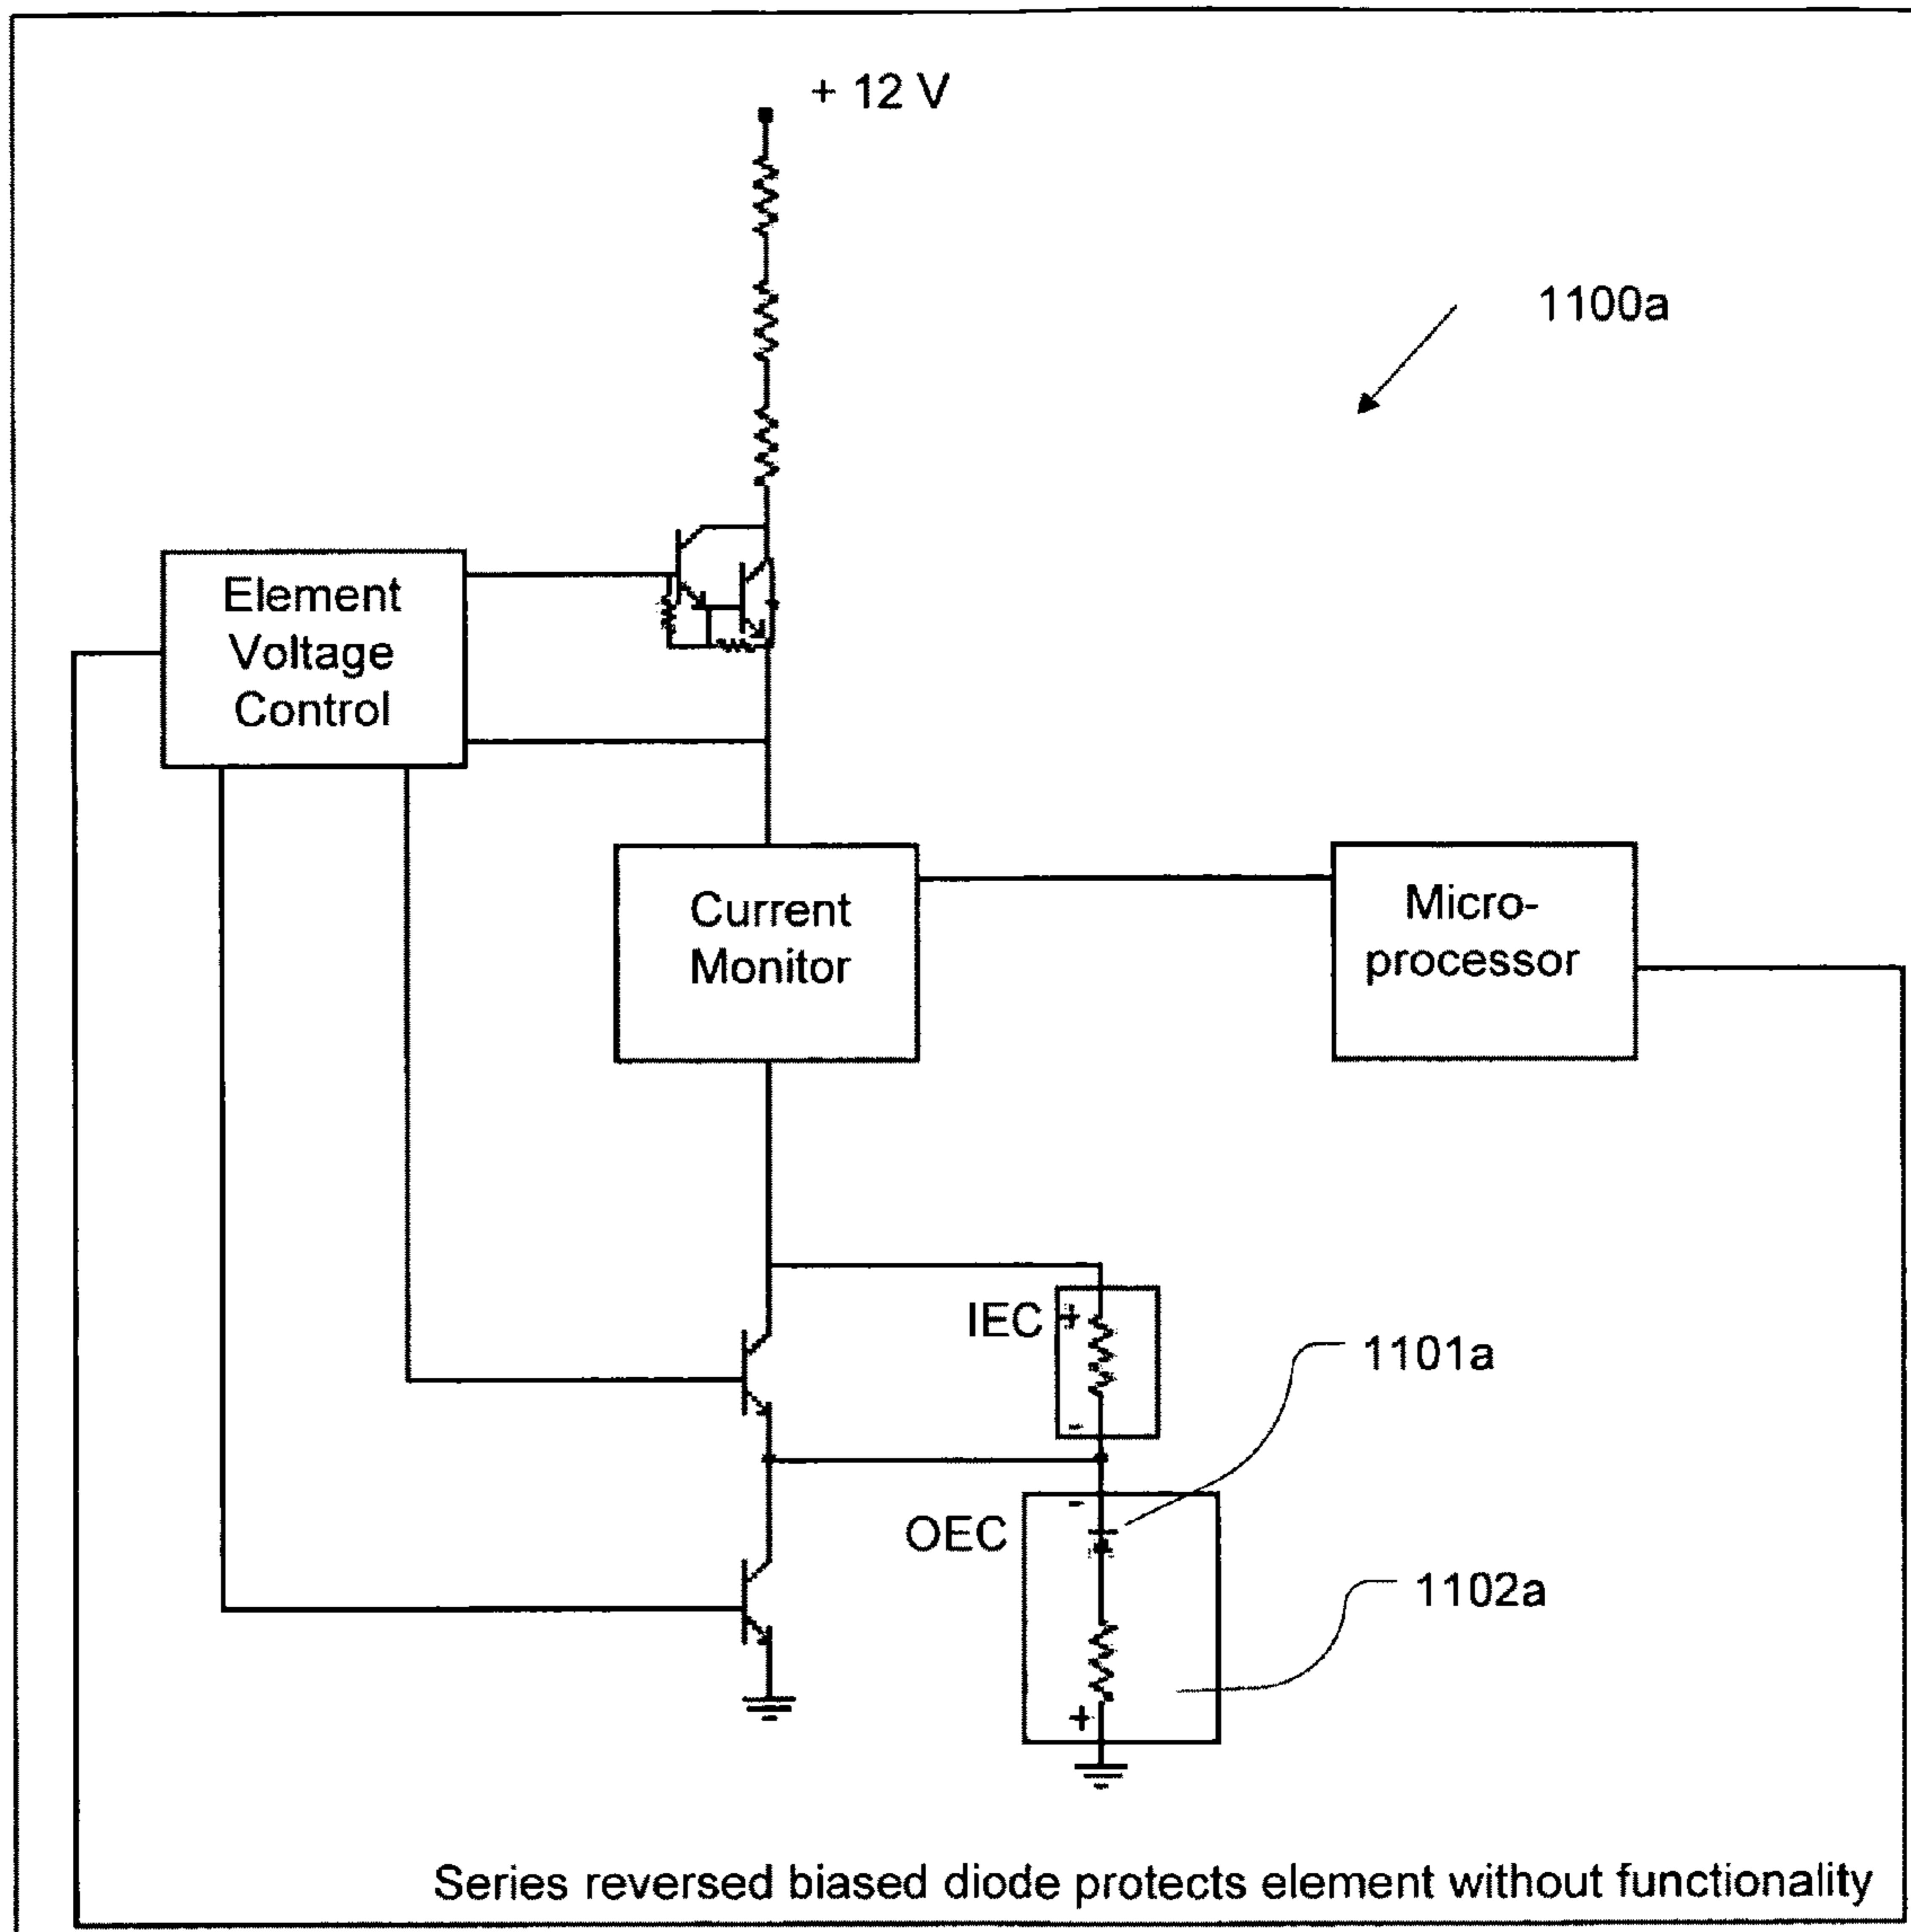 + 12 V
1100a
Element
Voltage
Control
Current
Monitor
Micro-
processor
IEC
+
-
1101a
OEC
-
1102a
+
Series reversed biased diode protects element without functionality